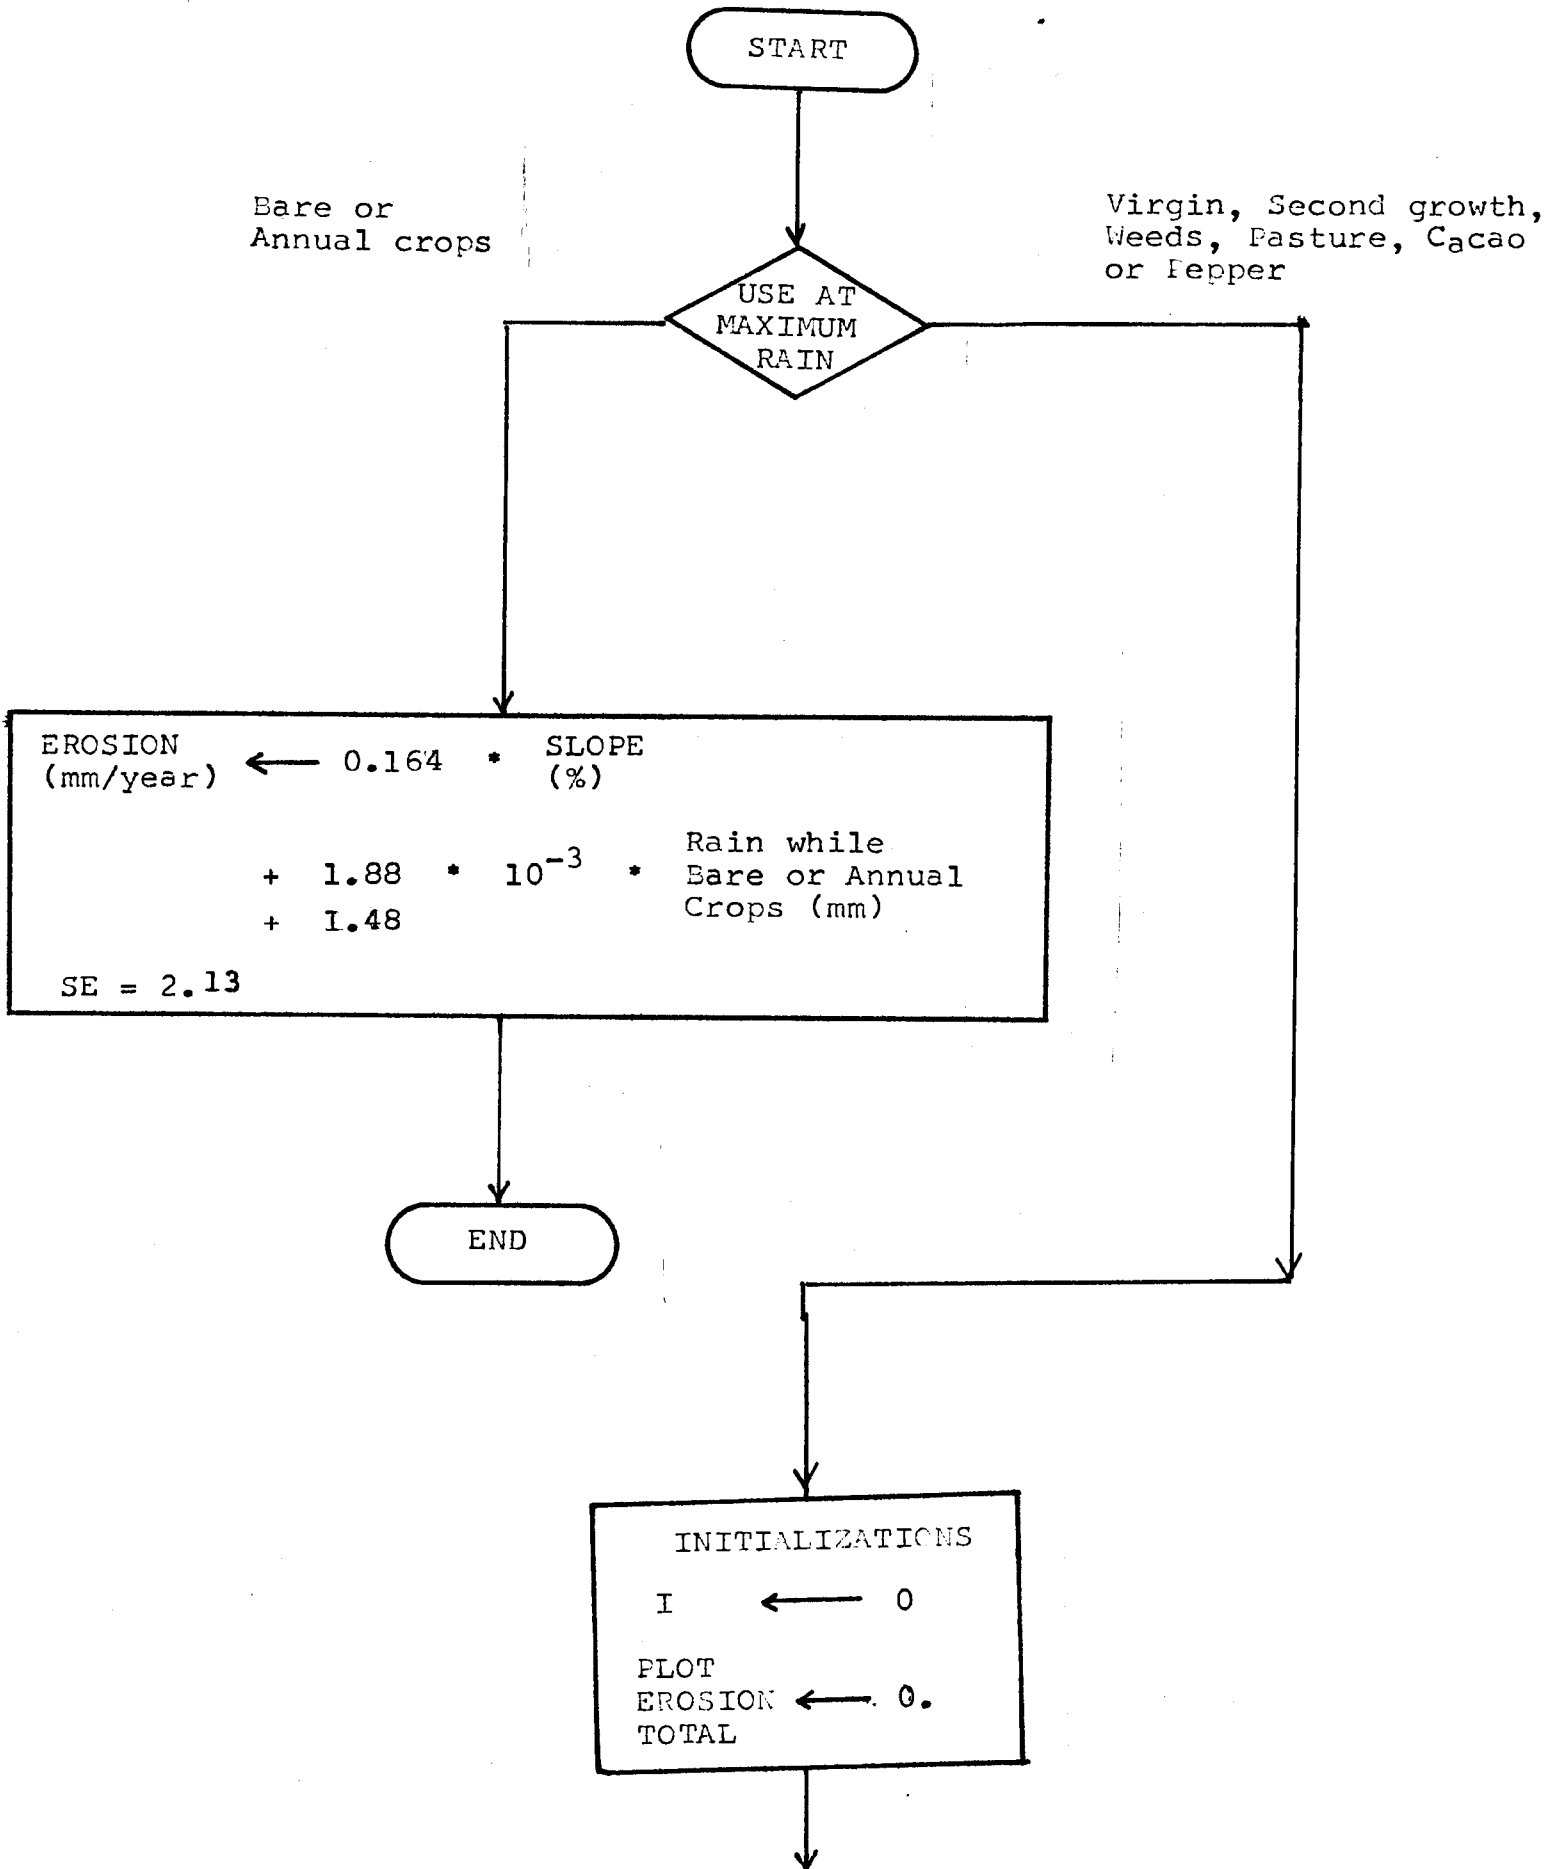 START
Bare or
Annual crops
Virgin, Second growth,
Weeds, Pasture, Cacao
or Pepper
USE AT
MAXIMUM
RAIN
EROSION
(mm/year) ← 0.164 * SLOPE
(%)
+ 1.88 * 10⁻³ * Rain while
Bare or Annual
Crops (mm)
+ 1.48
SE = 2.13
END
INITIALIZATIONS
I ← 0
PLOT
EROSION ← 0.
TOTAL